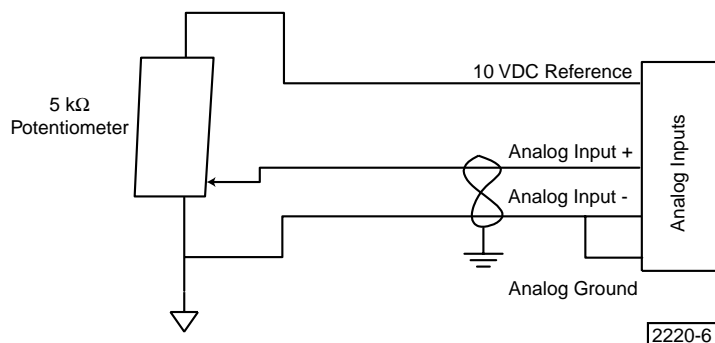 10 VDC Reference
5 kΩ
Potentiometer
Analog Input +
Analog Input -
Analog Ground
Analog Inputs
2220-6